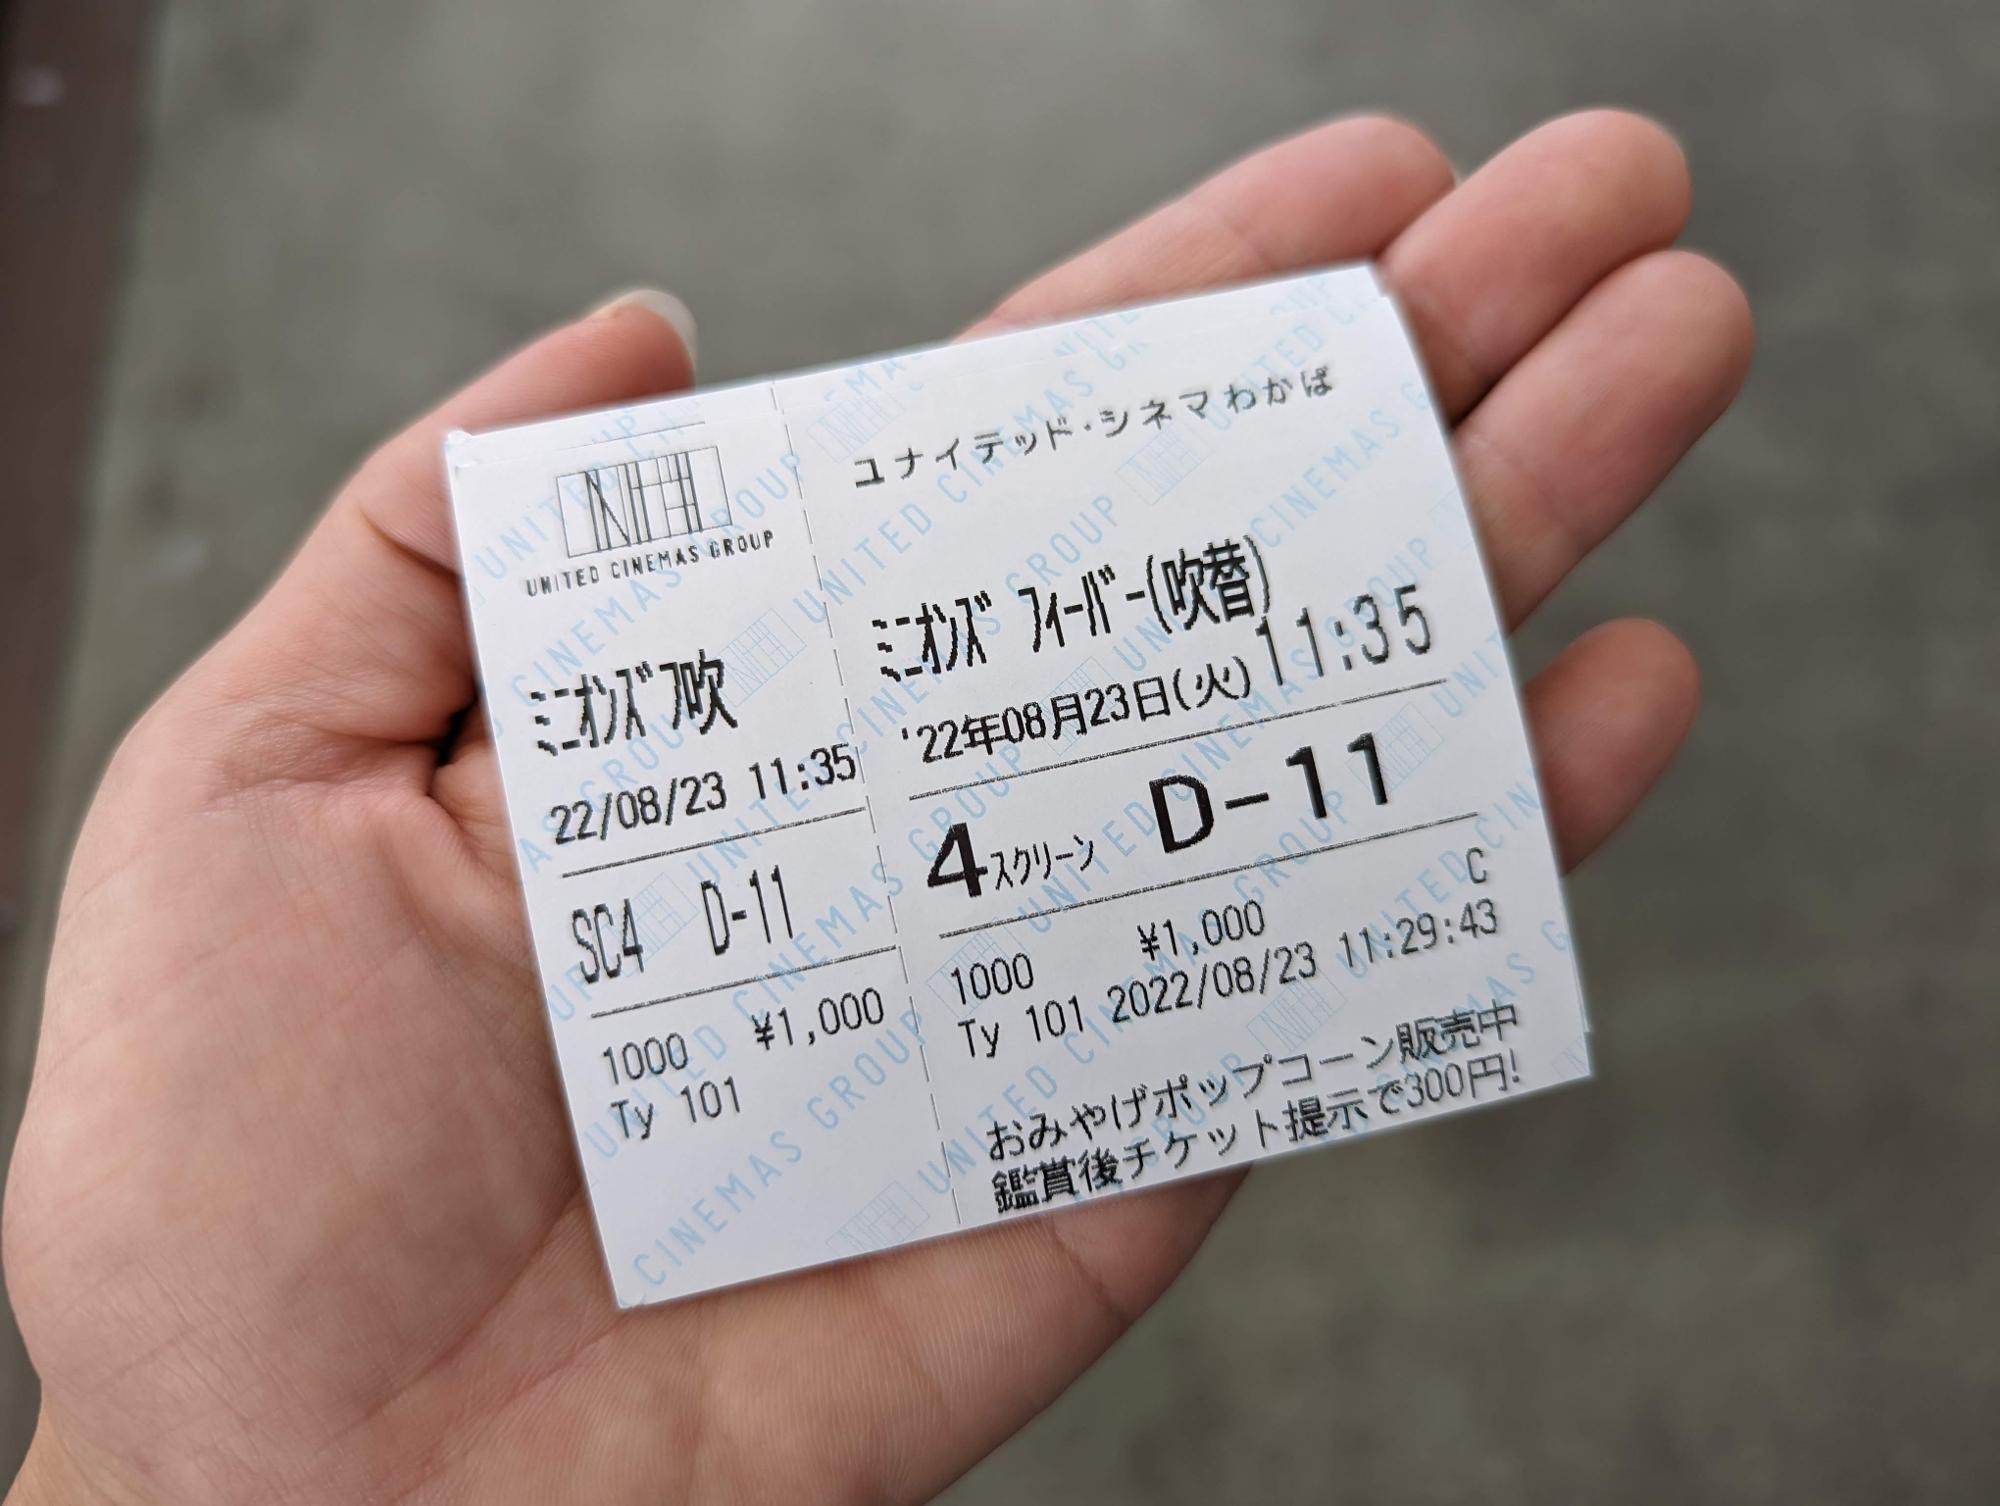 UNITED CINEMAS GROUP
ミニオンズフ吹
22/08/23 11:35
SC4 D-11
1000 ¥1,000
Ty 101
ユナイテッド・シネマわかば
ミニオンズ フィーバー(吹替)
'22年08月23日(火) 11:35
4スクリーン D-11
C
1000 ¥1,000
Ty 101 2022/08/23 11:29:43
おみやげポップコーン販売中
鑑賞後チケット提示で300円!